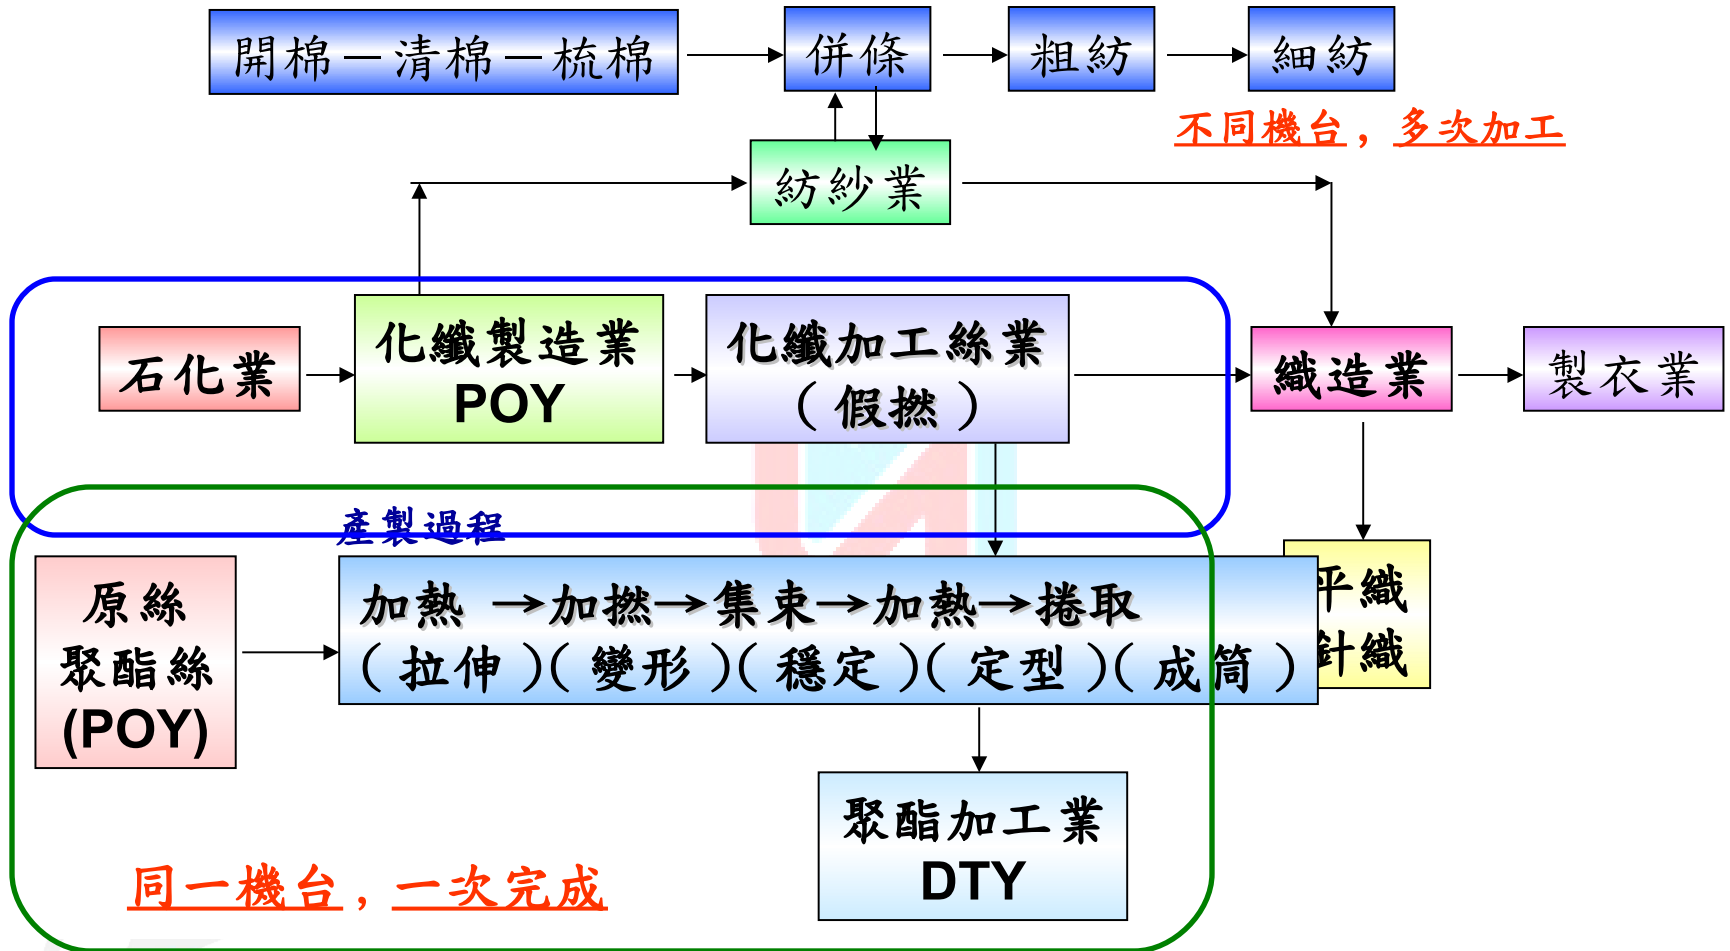 開棉－清棉－梳棉
併條
粗紡
細紡
不同機台，多次加工
紡紗業
石化業
化纖製造業
POY
化纖加工絲業
（假撚）
織造業
製衣業
產製過程
原絲
聚酯絲
(POY)
加熱 →加撚→集束→加熱→捲取
（拉伸）（變形）（穩定）（定型）（成筒）
平織
針織
聚酯加工業
DTY
同一機台，一次完成